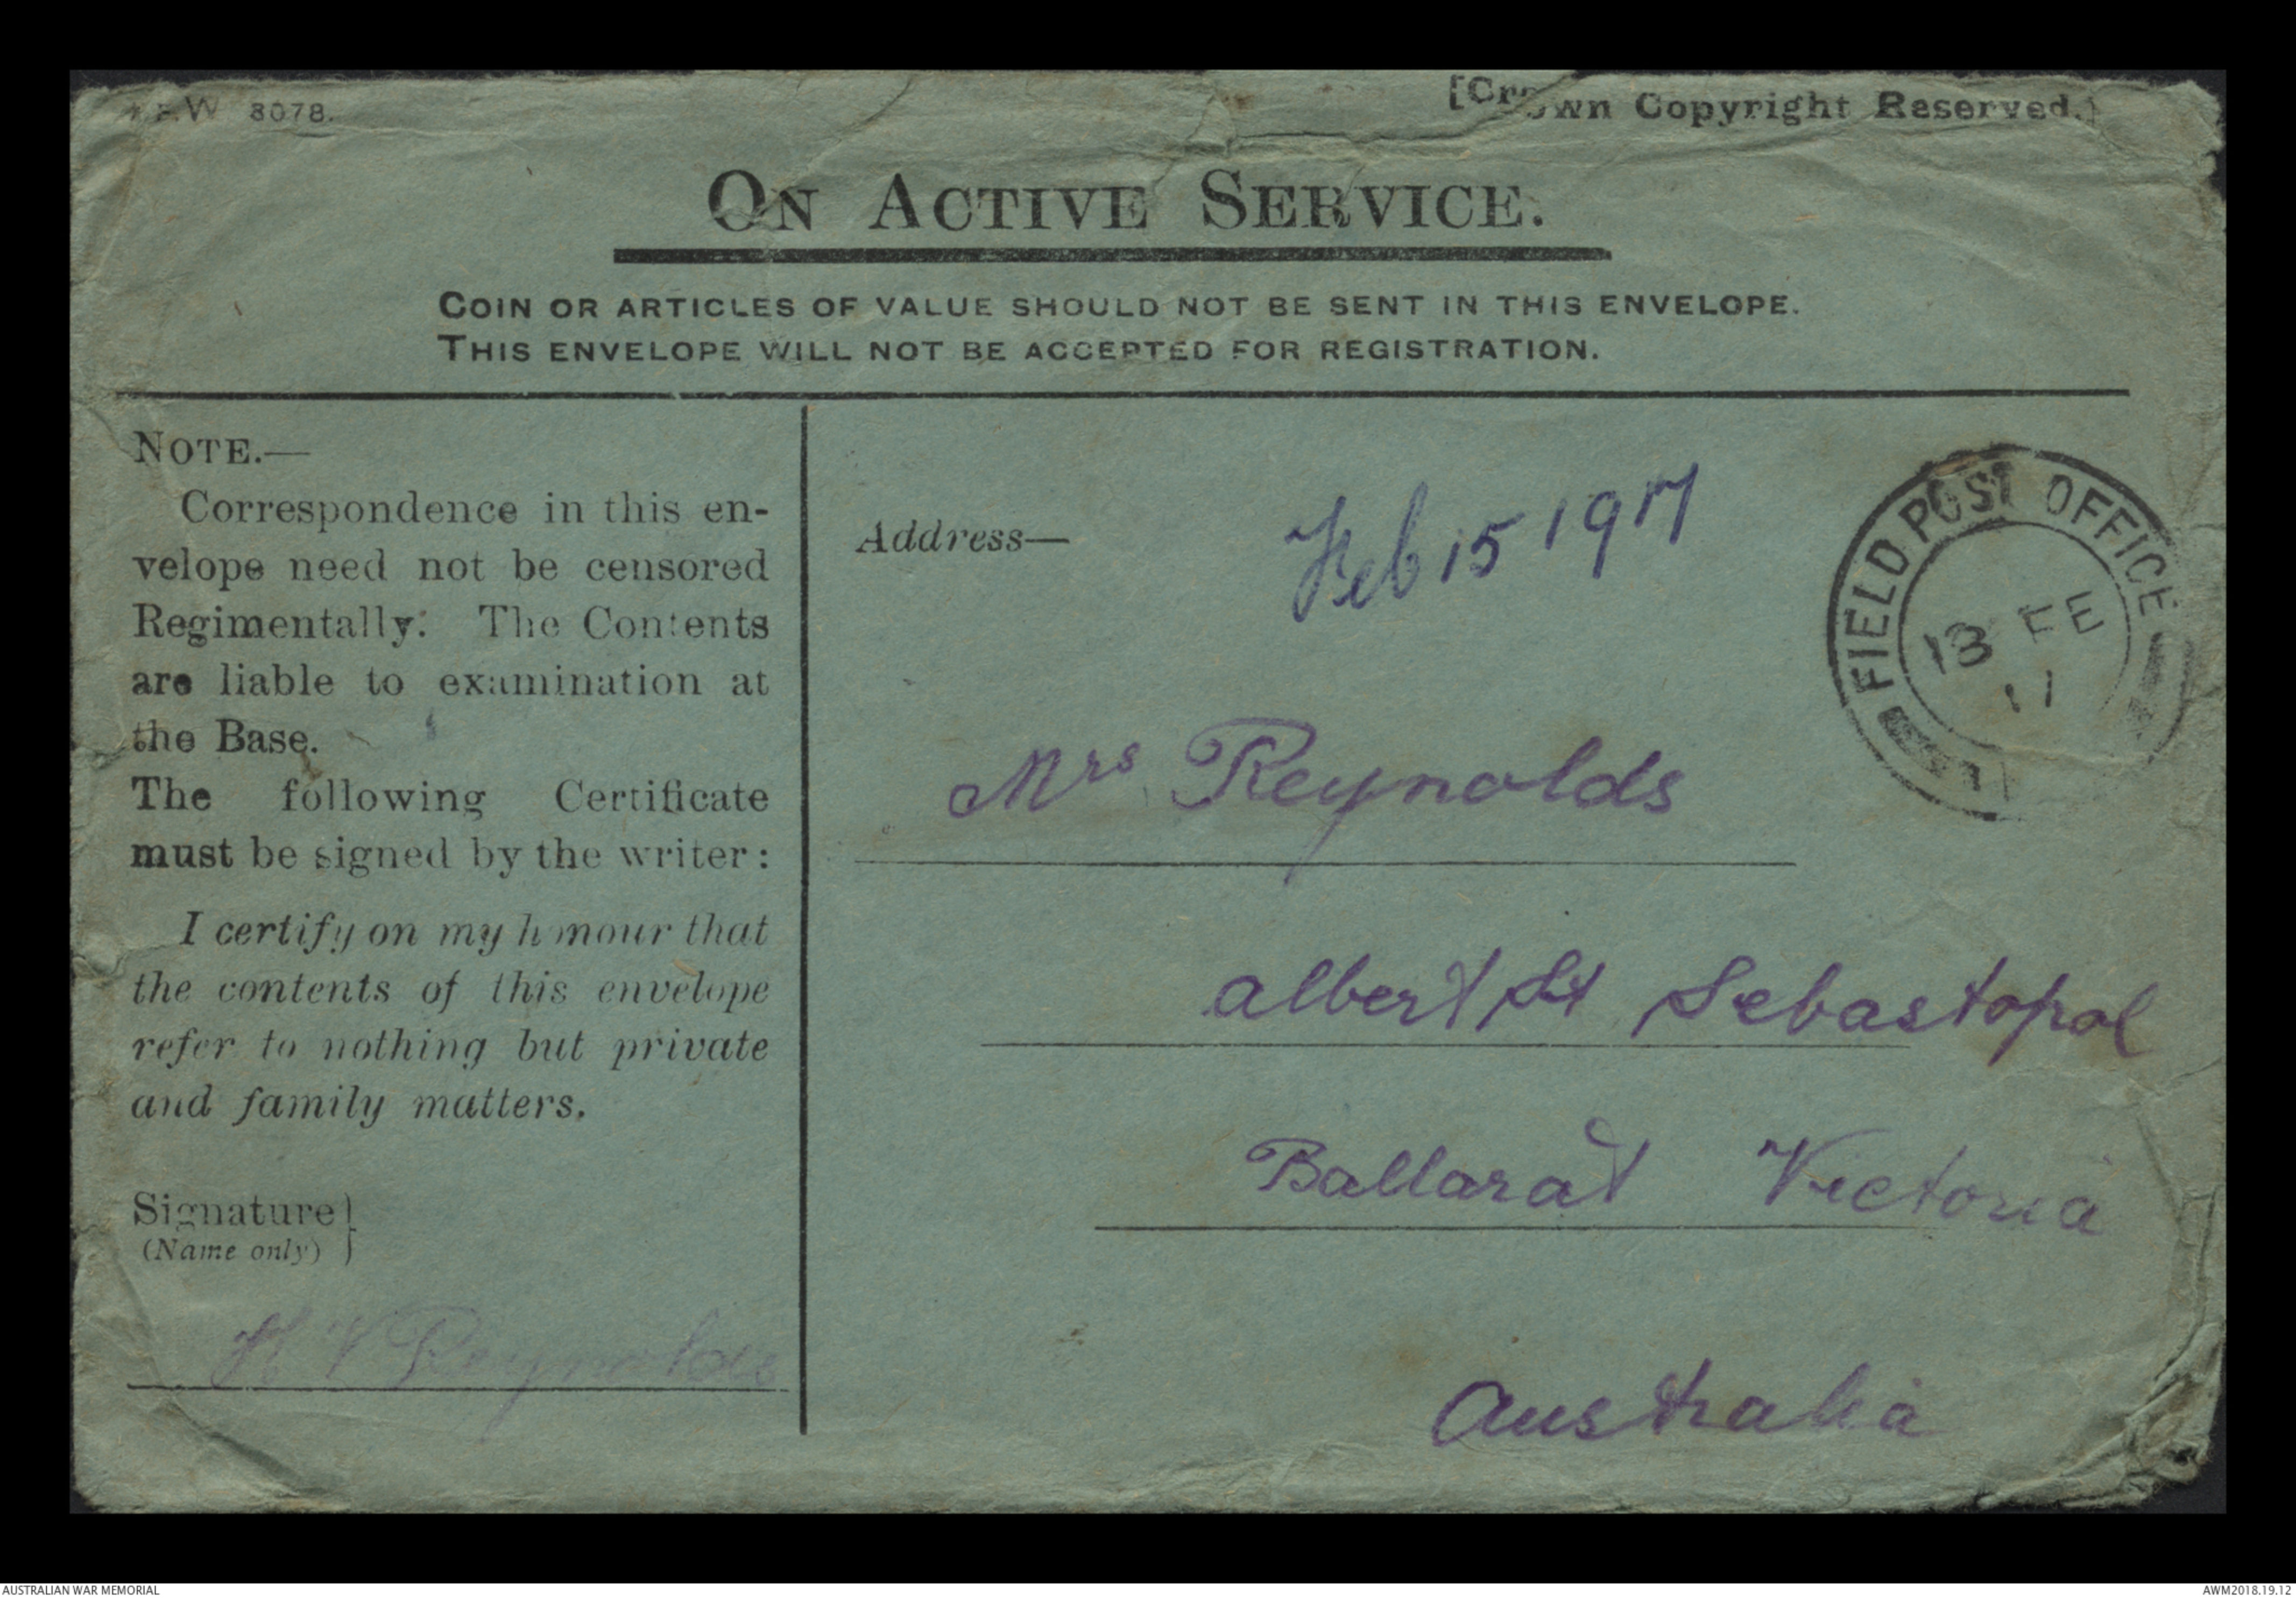 W 3078.
[Crown Copyright Reserved.]
ON ACTIVE SERVICE.
COIN OR ARTICLES OF VALUE SHOULD NOT BE SENT IN THIS ENVELOPE.
THIS ENVELOPE WILL NOT BE ACCEPTED FOR REGISTRATION.
NOTE.—
Correspondence in this en-
velope need not be censored
Regimentally. The Contents
are liable to examination at
the Base.
The following Certificate
must be signed by the writer:
I certify on my honour that
the contents of this envelope
refer to nothing but private
and family matters.
Signature}
(Name only)
H V Reynolds
Address—
Feb 15 1917
FIELD POST OFFICE
13 FE
Mrs Reynolds
Albert St Sebastopol
Ballarat Victoria
Australia
AUSTRALIAN WAR MEMORIAL
AWM2018.19.12